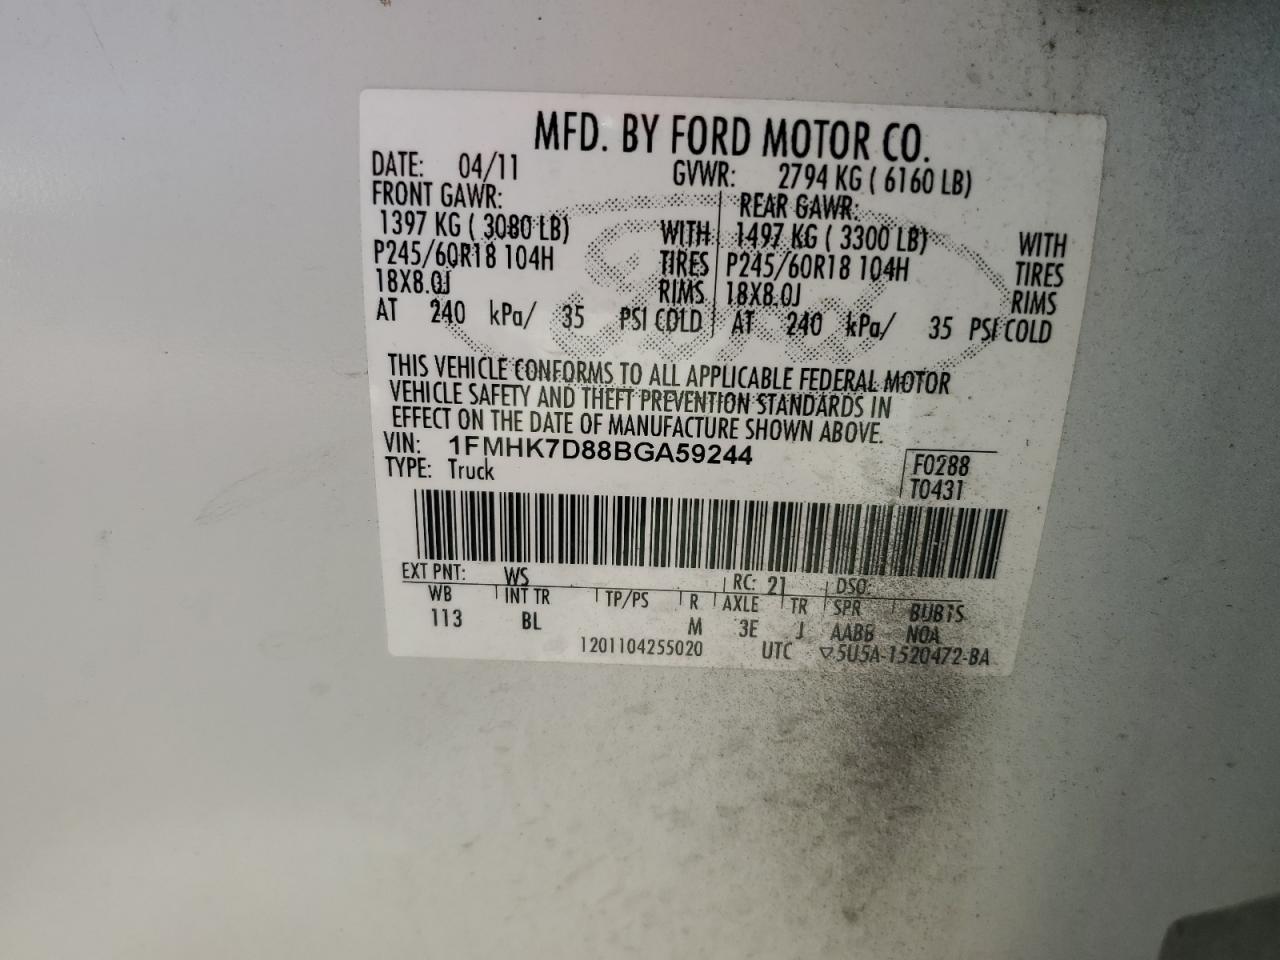 MFD. BY FORD MOTOR CO.
DATE: 04/11 GVWR: 2794 KG ( 6160 LB)
FRONT GAWR: REAR GAWR:
1397 KG ( 3080 LB) WITH 1497 KG ( 3300 LB) WITH
P245/60R18 104H TIRES P245/60R18 104H TIRES
18X8.0J RIMS 18X8.0J RIMS
AT 240 kPa/ 35 PSI COLD AT 240 kPa/ 35 PSI COLD
THIS VEHICLE CONFORMS TO ALL APPLICABLE FEDERAL MOTOR
VEHICLE SAFETY AND THEFT PREVENTION STANDARDS IN
EFFECT ON THE DATE OF MANUFACTURE SHOWN ABOVE.
VIN: 1FMHK7D88BGA59244
TYPE: Truck
F0288
T0431
EXT PNT: WS RC: 21 DSO:
WB INT TR TP/PS R AXLE TR SPR BUBTS
113 BL M 3E J AABB NOA
1201104255020 UTC ▽5U5A-1520472-BA